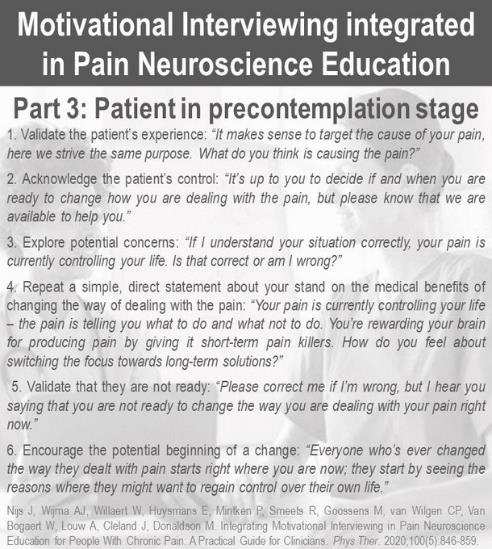 Motivational Interviewing integrated
in Pain Neuroscience Education
Part 3: Patient in precontemplation stage
1. Validate the patient's experience: "It makes sense to target the cause of your pain,
here we strive the same purpose. What do you think is causing the pain?"
2. Acknowledge the patient's control: "It's up to you to decide if and when you are
ready to change how you are dealing with the pain, but please know that we are
available to help you."
3. Explore potential concerns: "If I understand your situation correctly, your pain is
currently controlling your life. Is that correct or am I wrong?"
4. Repeat a simple, direct statement about your stand on the medical benefits of
changing the way of dealing with the pain: "Your pain is currently controlling your life
– the pain is telling you what to do and what not to do. You're rewarding your brain
for producing pain by giving it short-term pain killers. How do you feel about
switching the focus towards long-term solutions?"
5. Validate that they are not ready: "Please correct me if I'm wrong, but I hear you
saying that you are not ready to change the way you are dealing with your pain right
now."
6. Encourage the potential beginning of a change: "Everyone who's ever changed
the way they dealt with pain starts right where you are now; they start by seeing the
reasons where they might want to regain control over their own life."
Nijs J, Wijma AJ, Willaert W, Huysmans E, Mintken P, Smeets R, Goossens M, van Wilgen CP, Van
Bogaert W, Louw A, Cleland J, Donaldson M. Integrating Motivational Interviewing in Pain Neuroscience
Education for People With Chronic Pain: A Practical Guide for Clinicians. Phys Ther. 2020;100(5):846-859.